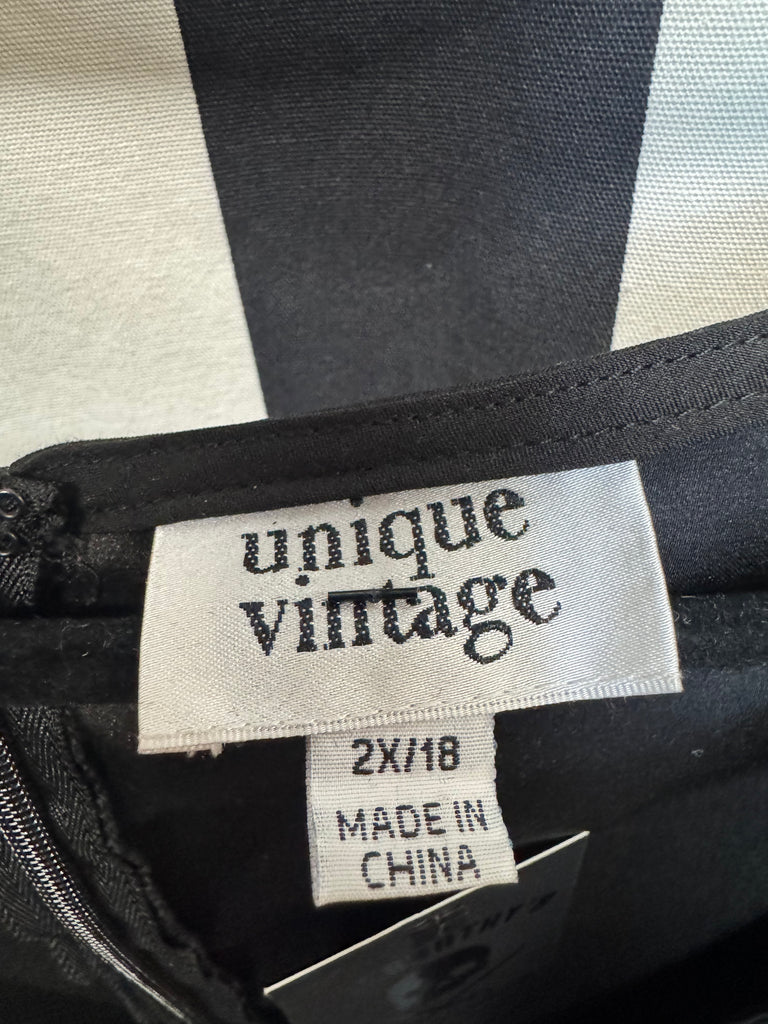 unique
vintage
2X/18
MADE IN
CHINA